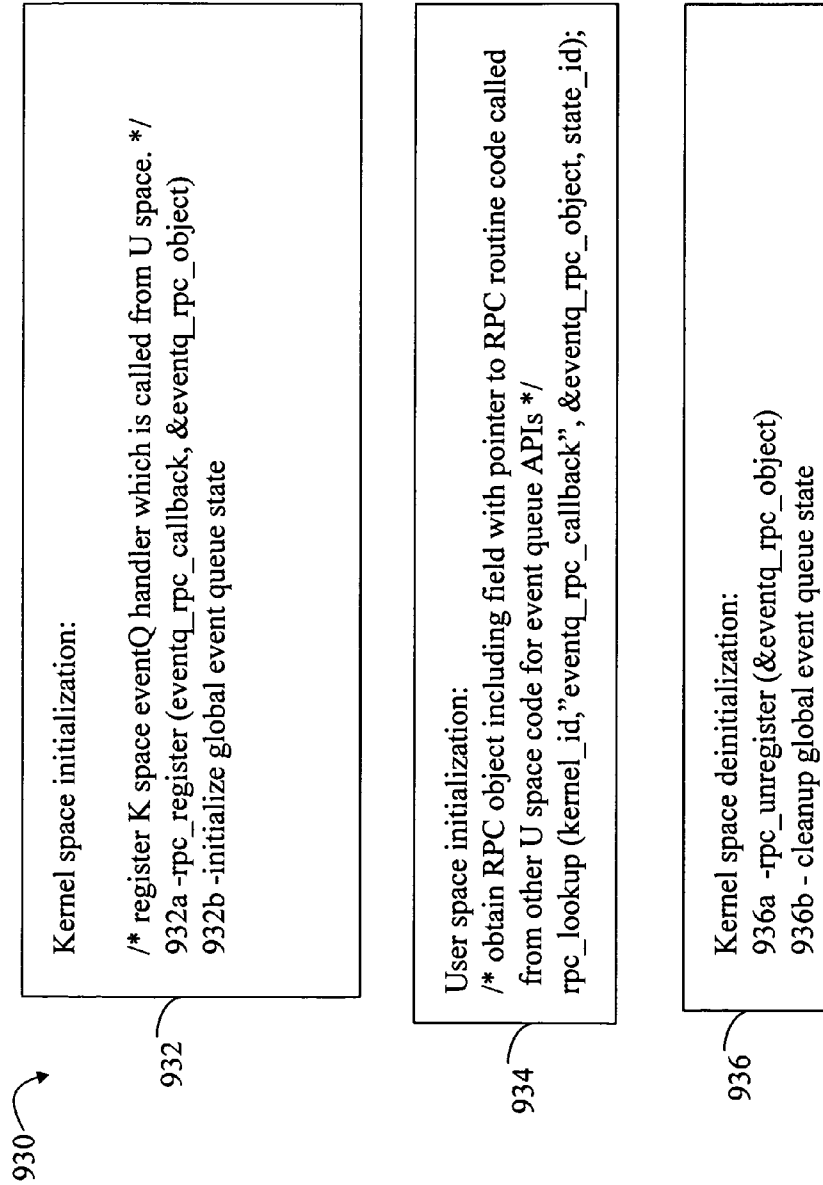 930
932
Kernel space initialization:
/* register K space eventQ handler which is called from U space. */
932a -rpc_register (eventq_rpc_callback, &eventq_rpc_object)
932b -initialize global event queue state
934
User space initialization:
/* obtain RPC object including field with pointer to RPC routine code called
from other U space code for event queue APIs */
rpc_lookup (kernel_id,”eventq_rpc_callback”, &eventq_rpc_object, state_id);
936
Kernel space deinitialization:
936a -rpc_unregister (&eventq_rpc_object)
936b - cleanup global event queue state